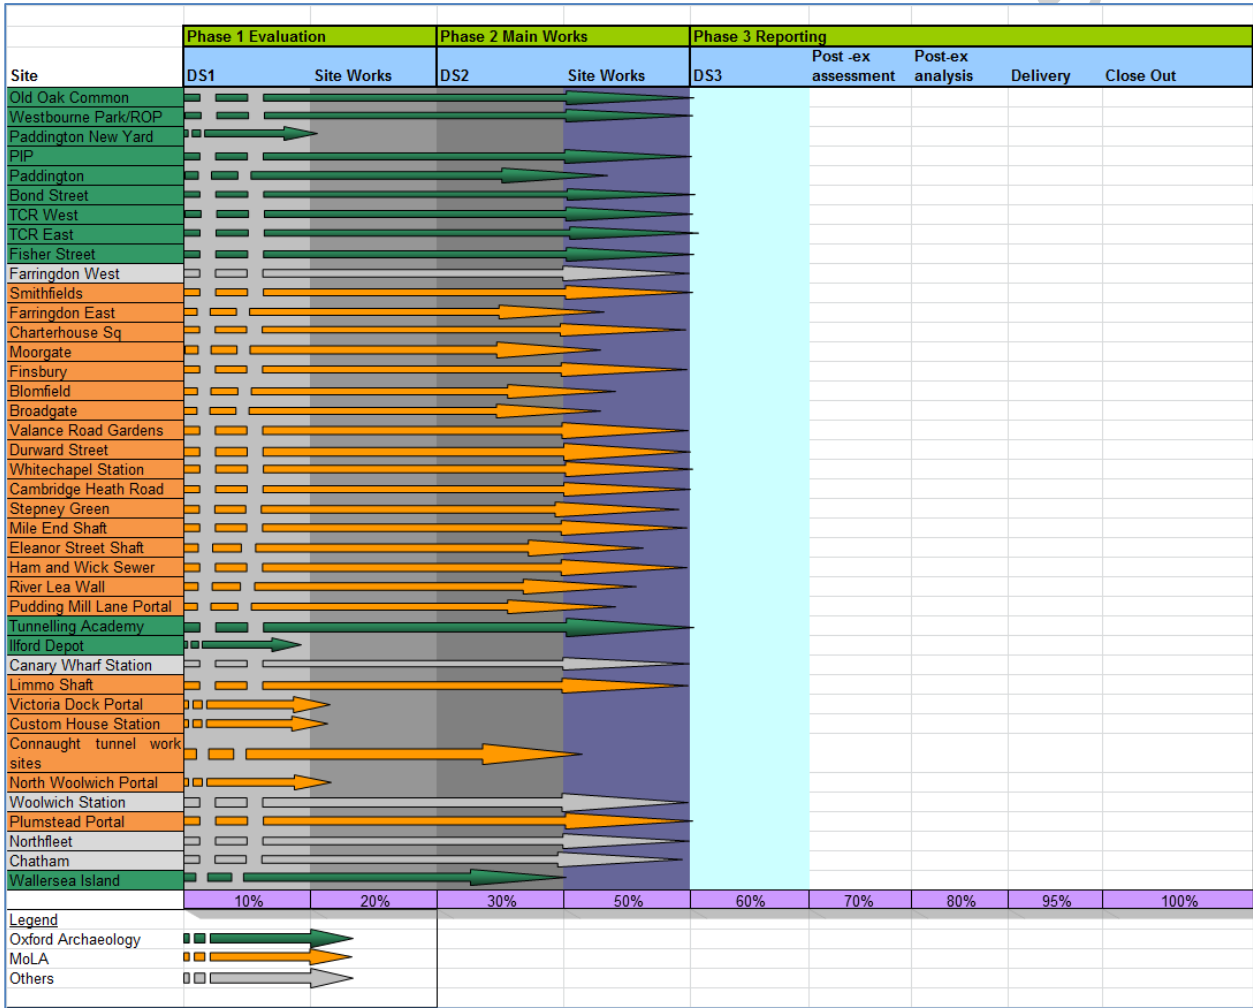 Phase 1 Evaluation Phase 2 Main Works Phase 3 Reporting
Site DS1 Site Works DS2 Site Works DS3 Post -ex assessment Post-ex analysis Delivery Close Out
Old Oak Common
Westbourne Park/ROP
Paddington New Yard
PIP
Paddington
Bond Street
TCR West
TCR East
Fisher Street
Farringdon West
Smithfields
Farringdon East
Charterhouse Sq
Moorgate
Finsbury
Blomfield
Broadgate
Valance Road Gardens
Durward Street
Whitechapel Station
Cambridge Heath Road
Stepney Green
Mile End Shaft
Eleanor Street Shaft
Ham and Wick Sewer
River Lea Wall
Pudding Mill Lane Portal
Tunnelling Academy
Ilford Depot
Canary Wharf Station
Limmo Shaft
Victoria Dock Portal
Custom House Station
Connaught tunnel work
sites
North Woolwich Portal
Woolwich Station
Plumstead Portal
Northfleet
Chatham
Wallersea Island
10% 20% 30% 50% 60% 70% 80% 95% 100%
Legend
Oxford Archaeology
MoLA
Others